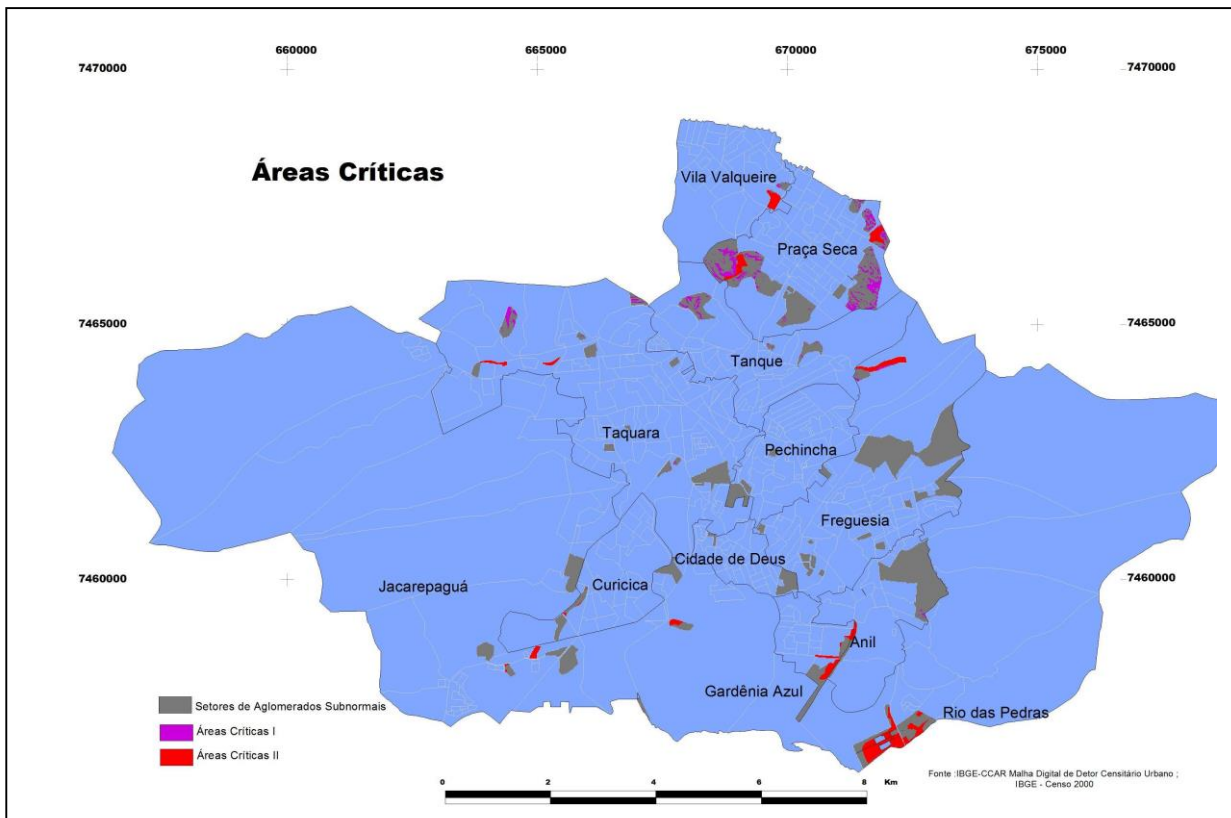 660000
665000
670000
675000
7470000
7470000
Áreas Críticas
Vila Valqueire
Praça Seca
7465000
7465000
Tanque
Taquara
Pechincha
Freguesia
Cidade de Deus
7460000
7460000
Jacarepaguá
Curicica
Anil
Gardênia Azul
Rio das Pedras
Setores de Aglomerados Subnormais
Áreas Críticas I
Áreas Críticas II
0
2
4
6
8
Km
Fonte :IBGE-CCAR Malha Digital de Detor Censitário Urbano ;
IBGE - Censo 2000